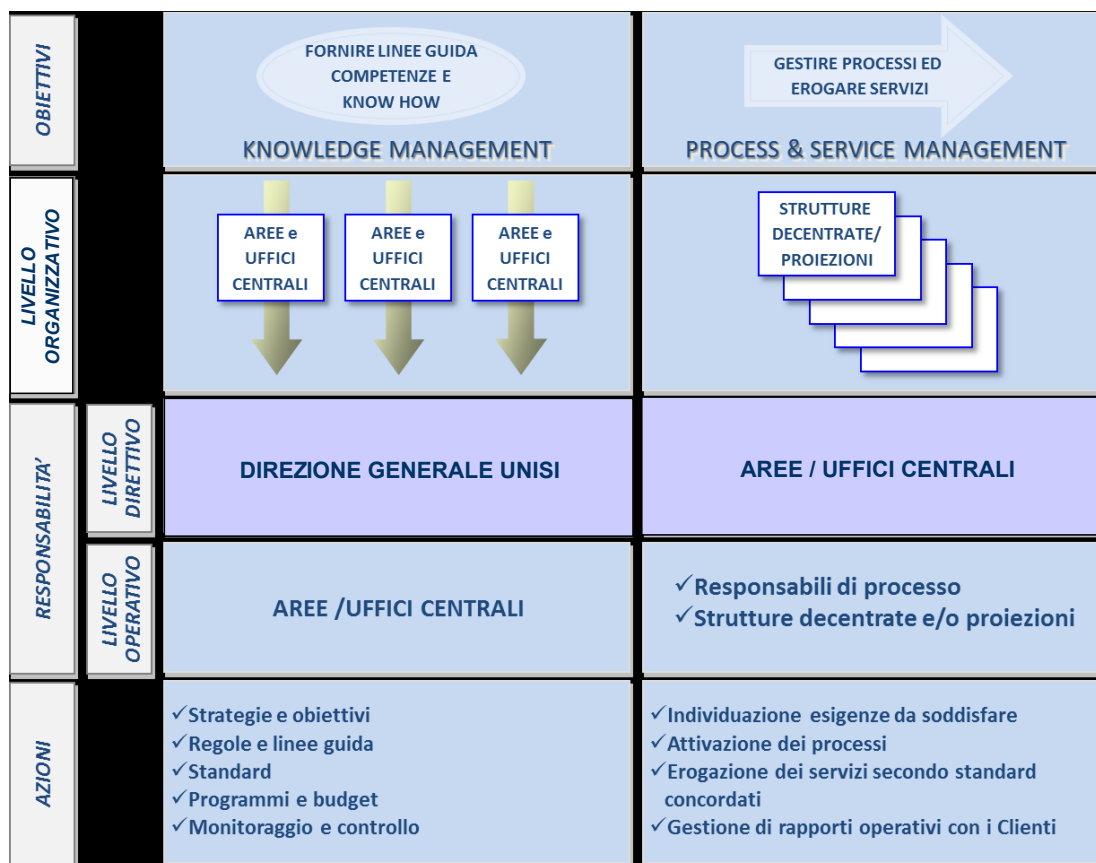 OBIETTIVI
FORNIRE LINEE GUIDA
COMPETENZE E
KNOW HOW
KNOWLEDGE MANAGEMENT
GESTIRE PROCESSI ED
EROGARE SERVIZI
PROCESS & SERVICE MANAGEMENT
LIVELLO
ORGANIZZATIVO
AREE e
UFFICI
CENTRALI
AREE e
UFFICI
CENTRALI
AREE e
UFFICI
CENTRALI
STRUTTURE
DECENTRATE/
PROIEZIONI
RESPONSABILITA’
LIVELLO
DIRETTIVO
DIREZIONE GENERALE UNISI
AREE / UFFICI CENTRALI
LIVELLO
OPERATIVO
AREE /UFFICI CENTRALI
✓Responsabili di processo
✓Strutture decentrate e/o proiezioni
AZIONI
✓Strategie e obiettivi
✓Regole e linee guida
✓Standard
✓Programmi e budget
✓Monitoraggio e controllo
✓Individuazione esigenze da soddisfare
✓Attivazione dei processi
✓Erogazione dei servizi secondo standard
concordati
✓Gestione di rapporti operativi con i Clienti